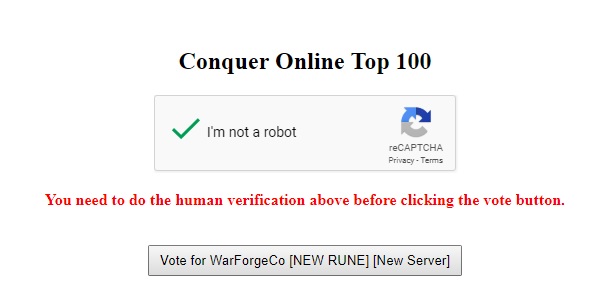 Conquer Online Top 100
I'm not a robot
reCAPTCHA
Privacy - Terms
You need to do the human verification above before clicking the vote button.
Vote for WarForgeCo [NEW RUNE] [New Server]